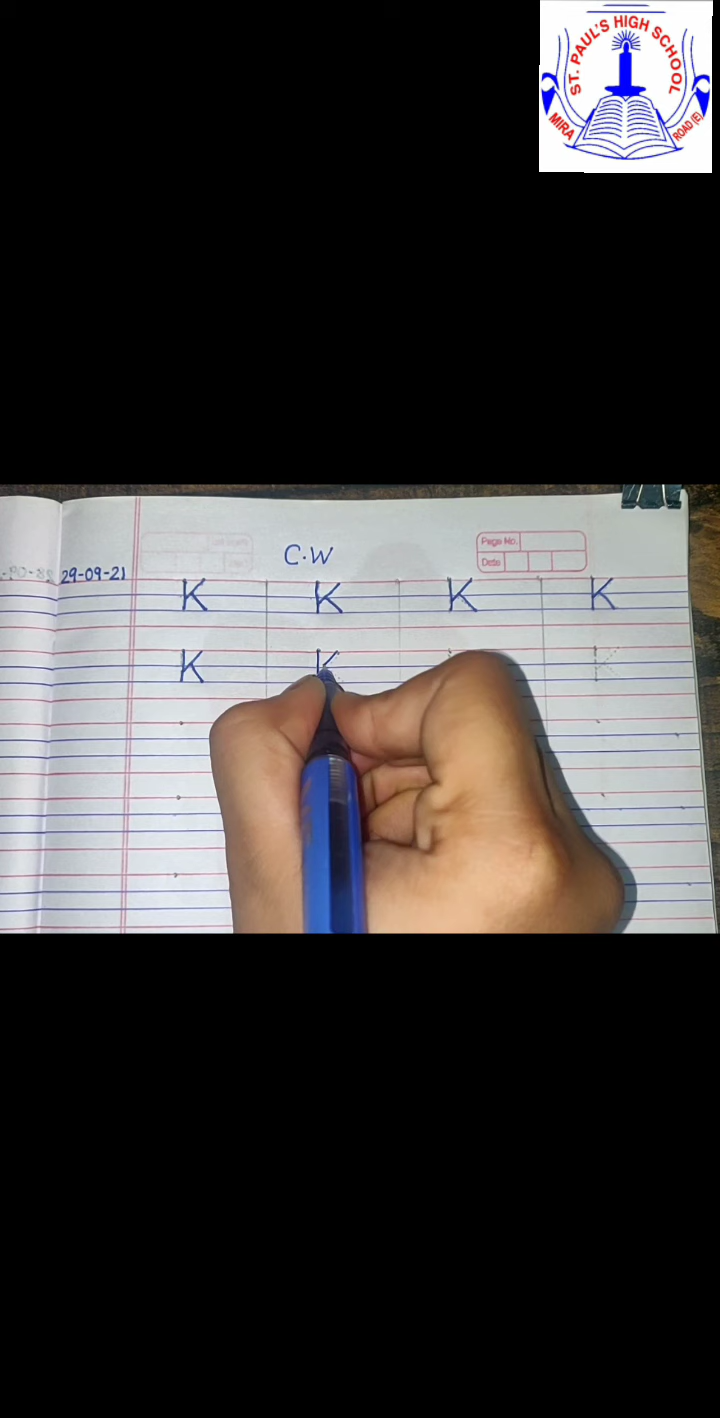 ST. PAUL'S HIGH SCHOOL
MIRA ROAD (E)
C.W
Page No.
Date
29-09-21
K K K K
K K K